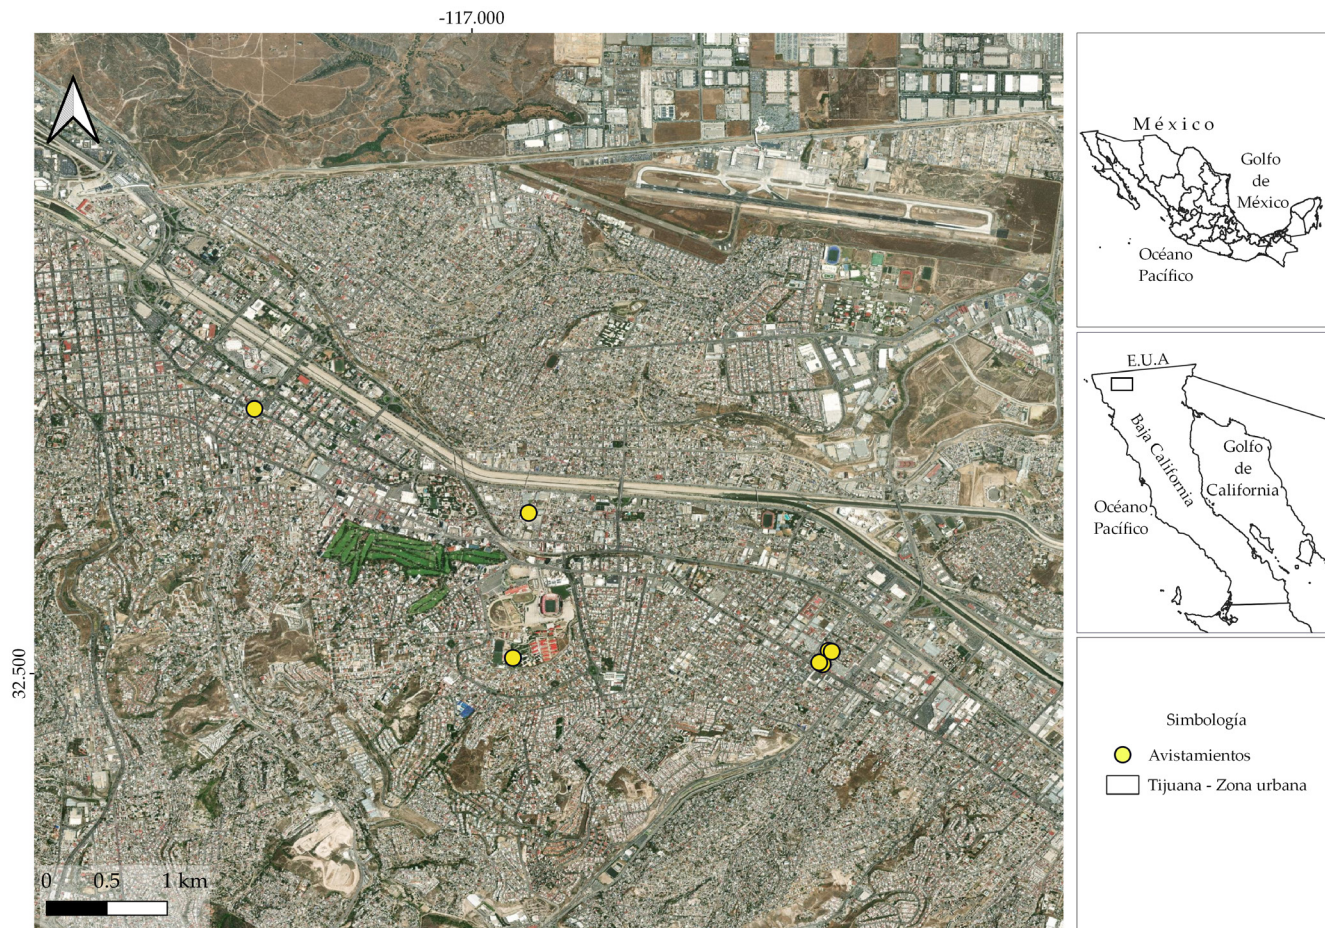 -117.000
32.500
0 0.5 1 km
México
Golfo
de
México
Océano
Pacífico
E.U.A
Baja California
Golfo
de
California
Océano
Pacífico
Simbología
Avistamientos
Tijuana - Zona urbana